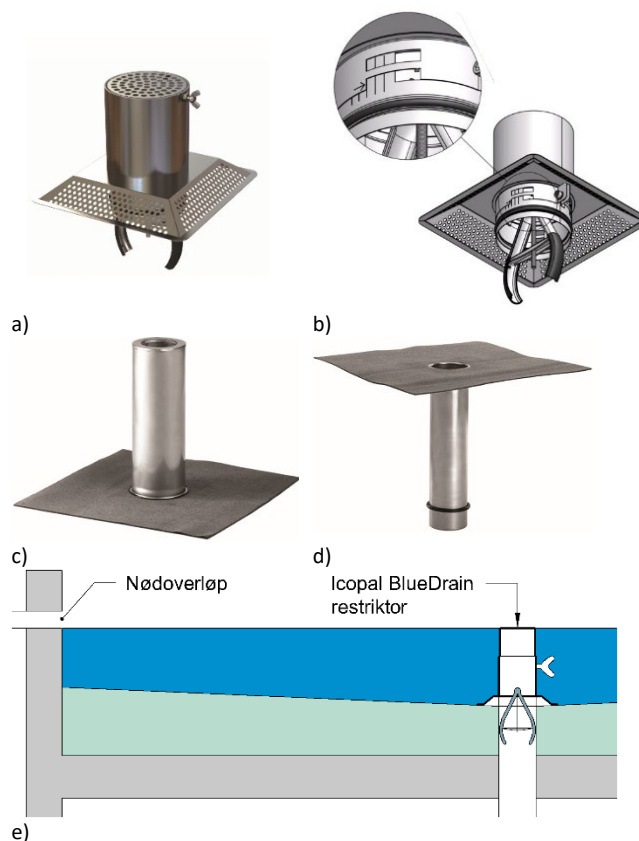 a)
b)
c)
d)
Nødoverløp
Icopal BlueDrain
restriktor
e)